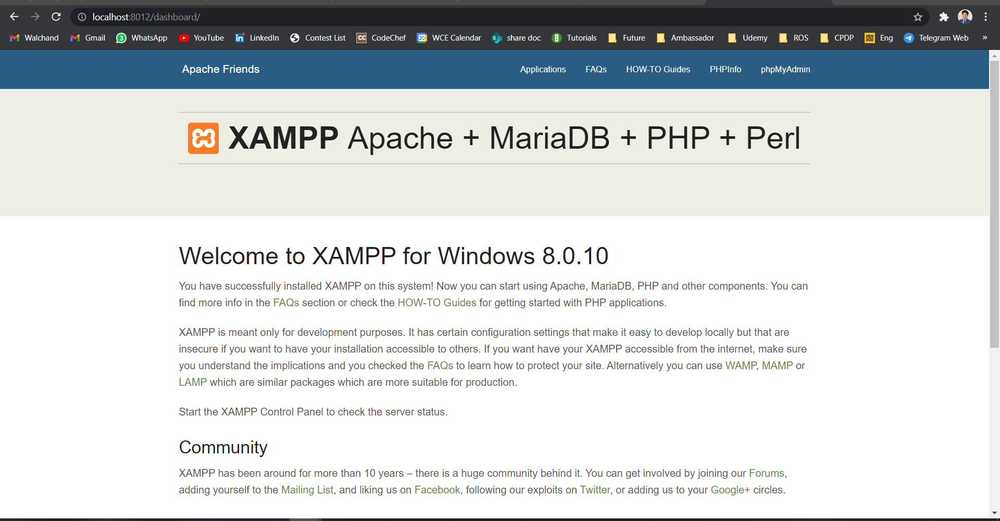 localhost:8012/dashboard/
Walchand Gmail 3 WhatsApp YouTube in LinkedIn Contest List CC CodeChef 20 WCE Calendar S share doc B Tutorials Future Ambassador Udemy ROS CPDP MEM RISE Eng Telegram Web »
Apache Friends Applications FAQs HOW-TO Guides PHPInfo phpMyAdmin
XAMPP Apache + MariaDB + PHP + Perl
Welcome to XAMPP for Windows 8.0.10
You have successfully installed XAMPP on this system! Now you can start using Apache, MariaDB, PHP and other components. You can
find more info in the FAQs section or check the HOW-TO Guides for getting started with PHP applications.
XAMPP is meant only for development purposes. It has certain configuration settings that make it easy to develop locally but that are
insecure if you want to have your installation accessible to others. If you want have your XAMPP accessible from the internet, make sure
you understand the implications and you checked the FAQs to learn how to protect your site. Alternatively you can use WAMP, MAMP or
LAMP which are similar packages which are more suitable for production.
Start the XAMPP Control Panel to check the server status.
Community
XAMPP has been around for more than 10 years – there is a huge community behind it. You can get involved by joining our Forums,
adding yourself to the Mailing List, and liking us on Facebook, following our exploits on Twitter, or adding us to your Google+ circles.